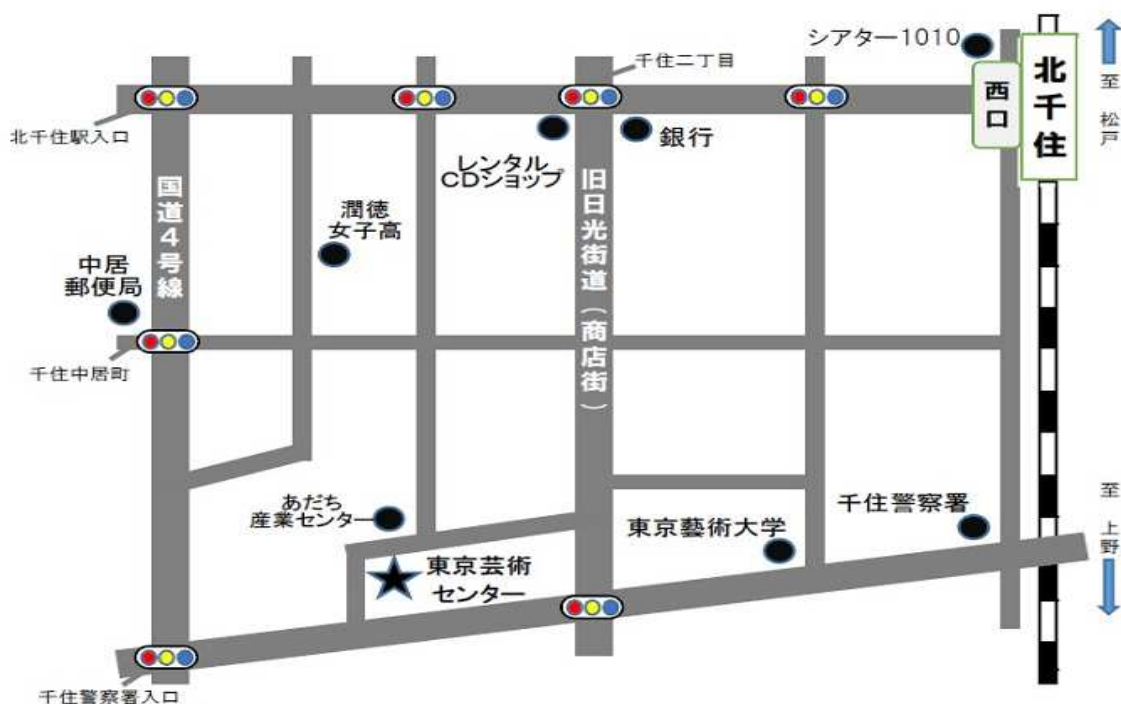 シアター1010
千住二丁目
北千住
西口
至 松戸
北千住駅入口
銀行
レンタル
CDショップ
国道4号線
潤徳
女子高
旧日光街道(商店街)
中居
郵便局
千住中居町
あだち
産業センター
千住警察署
至 上野
東京藝術大学
東京芸術
センター
千住警察署入口